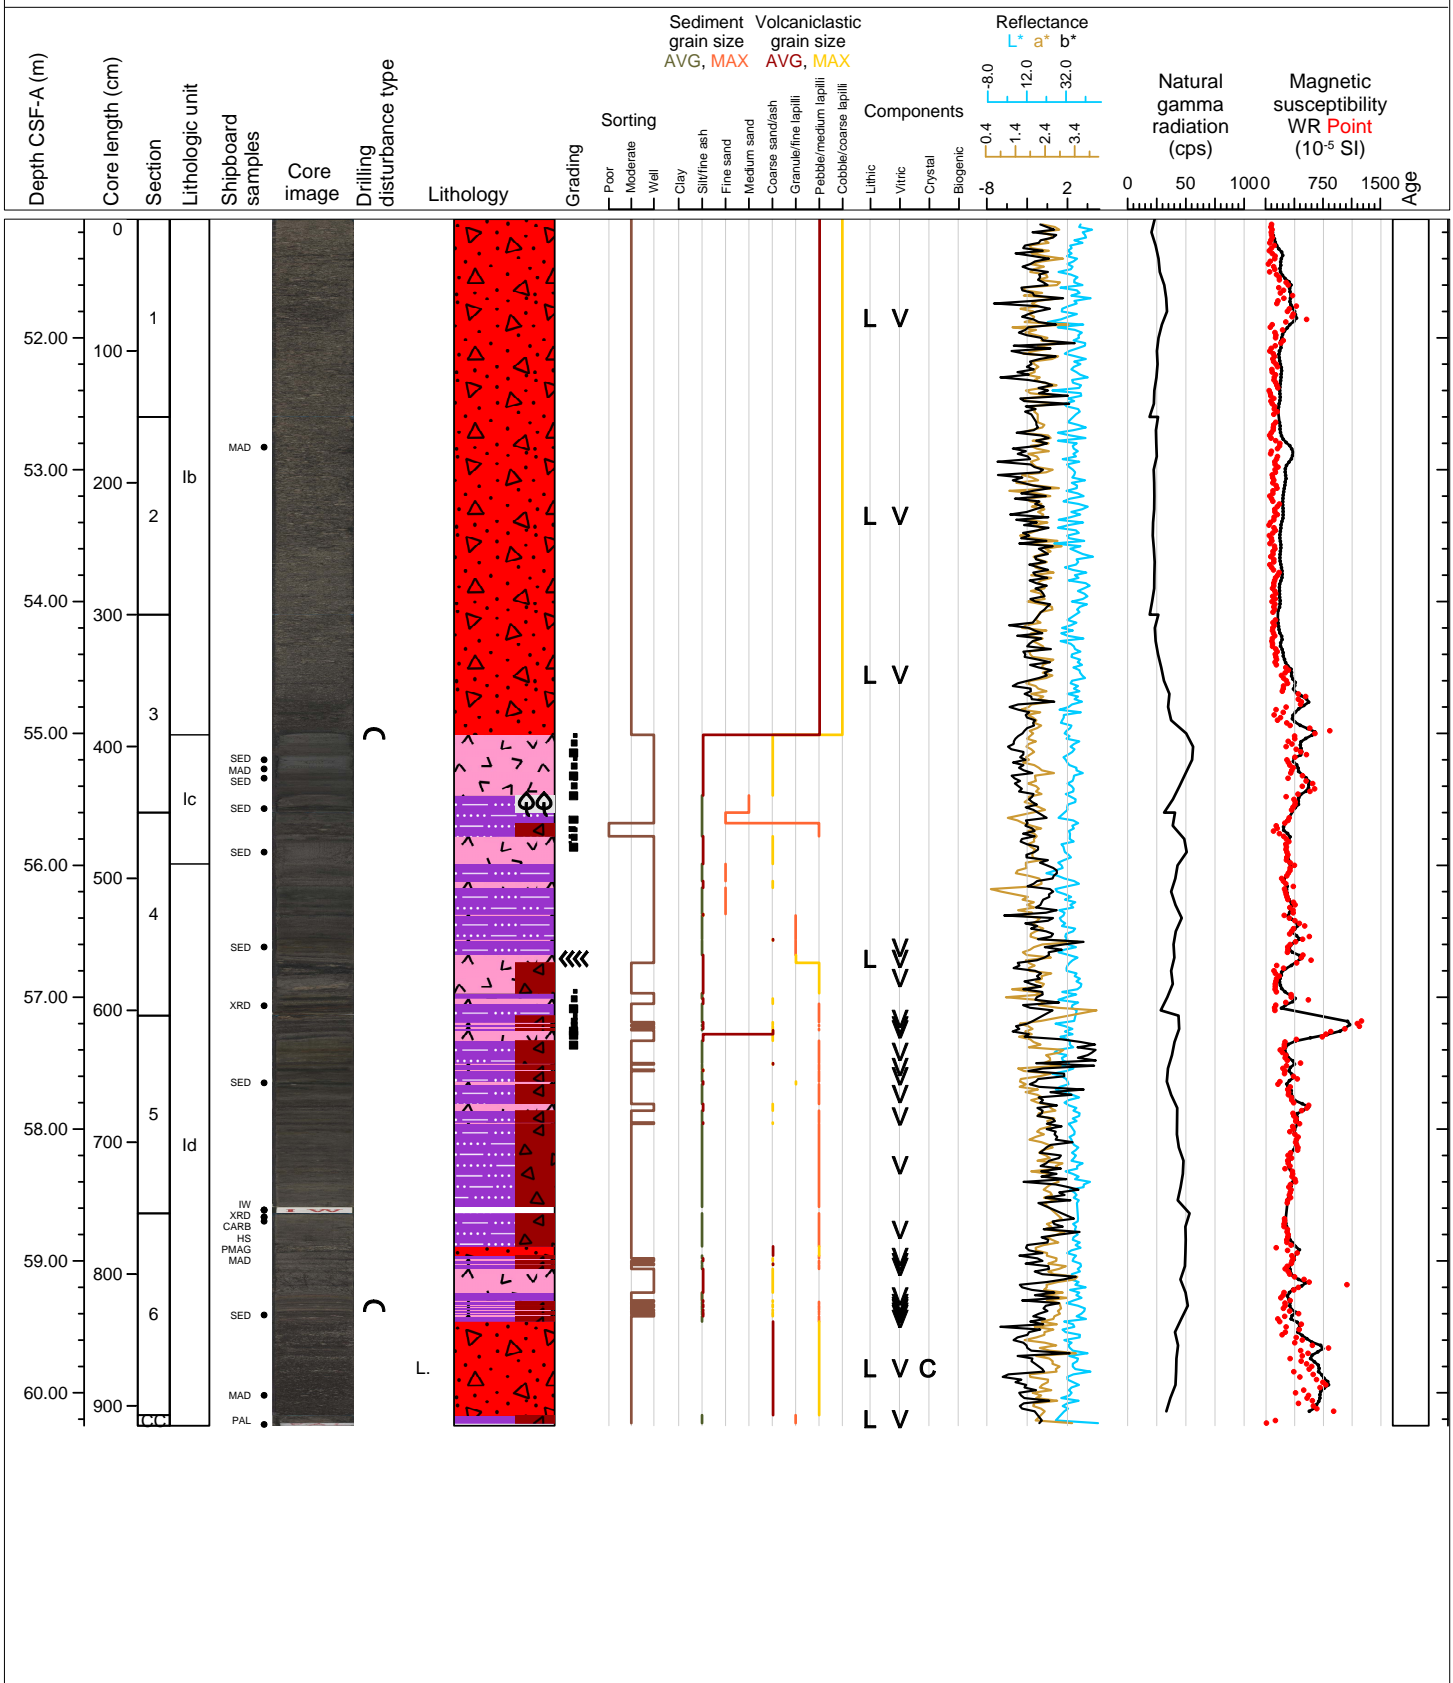 Depth CSF-A (m)
Core length (cm)
Section
Lithologic unit
Shipboard
samples
Core
image
Drilling
disturbance type
Lithology
Grading
Sorting
Poor
Moderate
Well
Sediment
grain size
AVG, MAX
Volcaniclastic
grain size
AVG, MAX
Clay
Silt/fine ash
Fine sand
Medium sand
Coarse sand/ash
Granule/fine lapilli
Pebble/medium lapilli
Cobble/coarse lapilli
Components
Lithic
Vitric
Crystal
Biogenic
Reflectance
L* a* b*
-8.0 12.0 32.0
0.4 1.4 2.4 3.4
-8 2
Natural
gamma
radiation
(cps)
0 50 100
Magnetic
susceptibility
WR Point
(10-5 SI)
0 750 1500
Age
0
1
L V
52.00
100
MAD
Ib
53.00
200
2
L V
54.00
300
L V
3
55.00
400
SED
MAD
SED
Ic
SED
SED
56.00
500
4
SED
V
L V
V
57.00
600
XRD
V
V
V
V
V
V
SED
V
V
5
V
58.00
700
Id
V
IW
I W
XRD
CARB
HS
V
PMAG
MAD
59.00
V
V
800
V
6
SED
V
L.
L V C
60.00
MAD
900
CC
PAL
L V